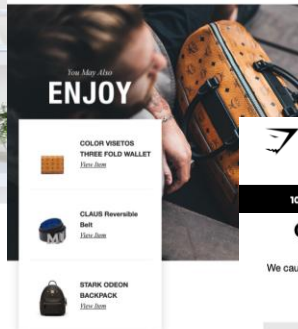 You May Also
ENJOY
COLOR VISETOS
THREE FOLD WALLET
View Item
CLAUS Reversible
Belt
View Item
STARK ODEON
BACKPACK
View Item
10
We cau